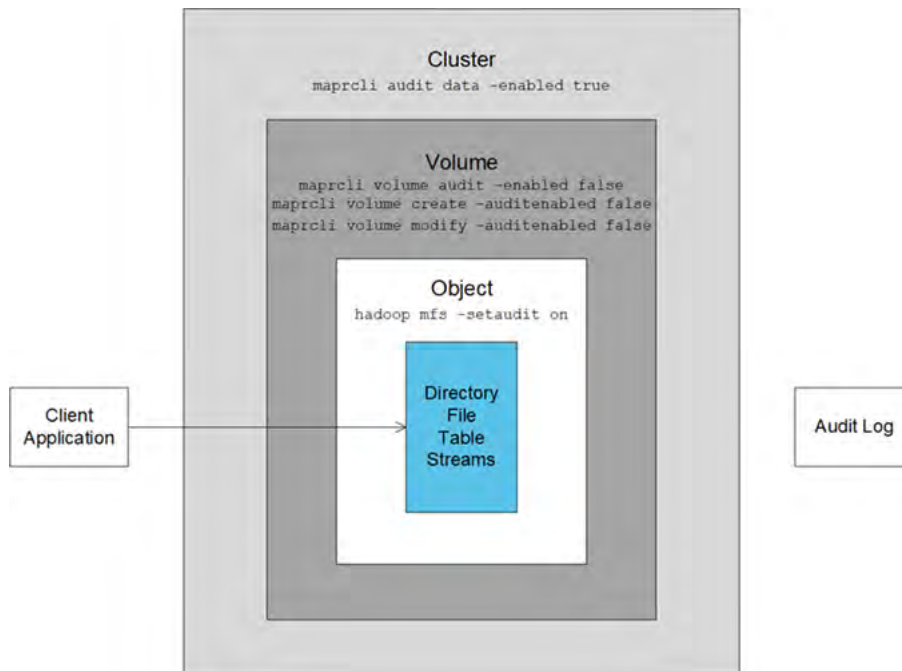 Cluster
maprcli audit data -enabled true
Volume
maprcli volume audit -enabled false
maprcli volume create -auditenabled false
maprcli volume modify -auditenabled false
Object
hadoop mfs -setaudit on
Directory
File
Table
Streams
Client
Application
Audit Log